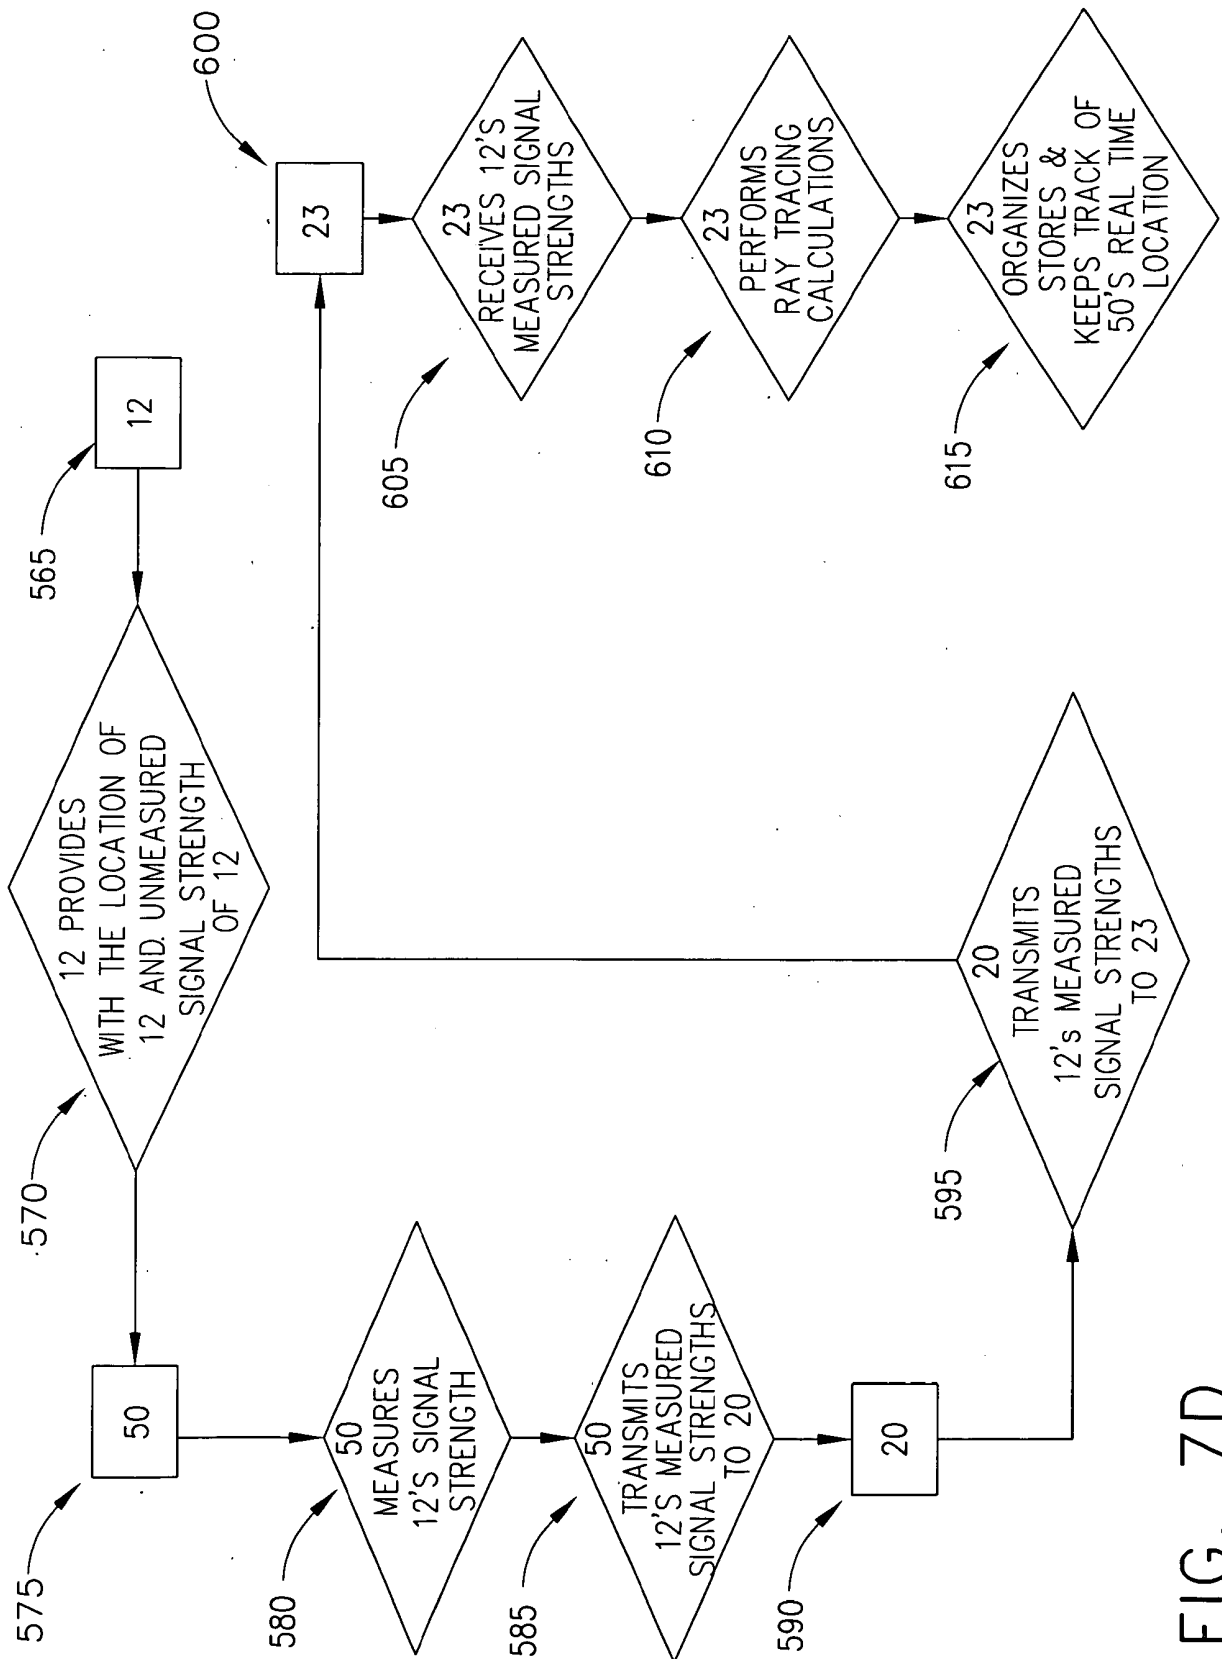 565
12
570
12 PROVIDES
WITH THE LOCATION OF
12 AND. UNMEASURED
SIGNAL STRENGTH
OF 12
575
50
580
50
MEASURES
12'S SIGNAL
STRENGTH
585
50
TRANSMITS
12'S MEASURED
SIGNAL STRENGTHS
TO 20
590
20
595
20
TRANSMITS
12's MEASURED
SIGNAL STRENGTHS
TO 23
600
23
605
23
RECEIVES 12'S
MEASURED SIGNAL
STRENGTHS
610
23
PERFORMS
RAY TRACING
CALCULATIONS
615
23
ORGANIZES
STORES &
KEEPS TRACK OF
50'S REAL TIME
LOCATION
FIG. 7D